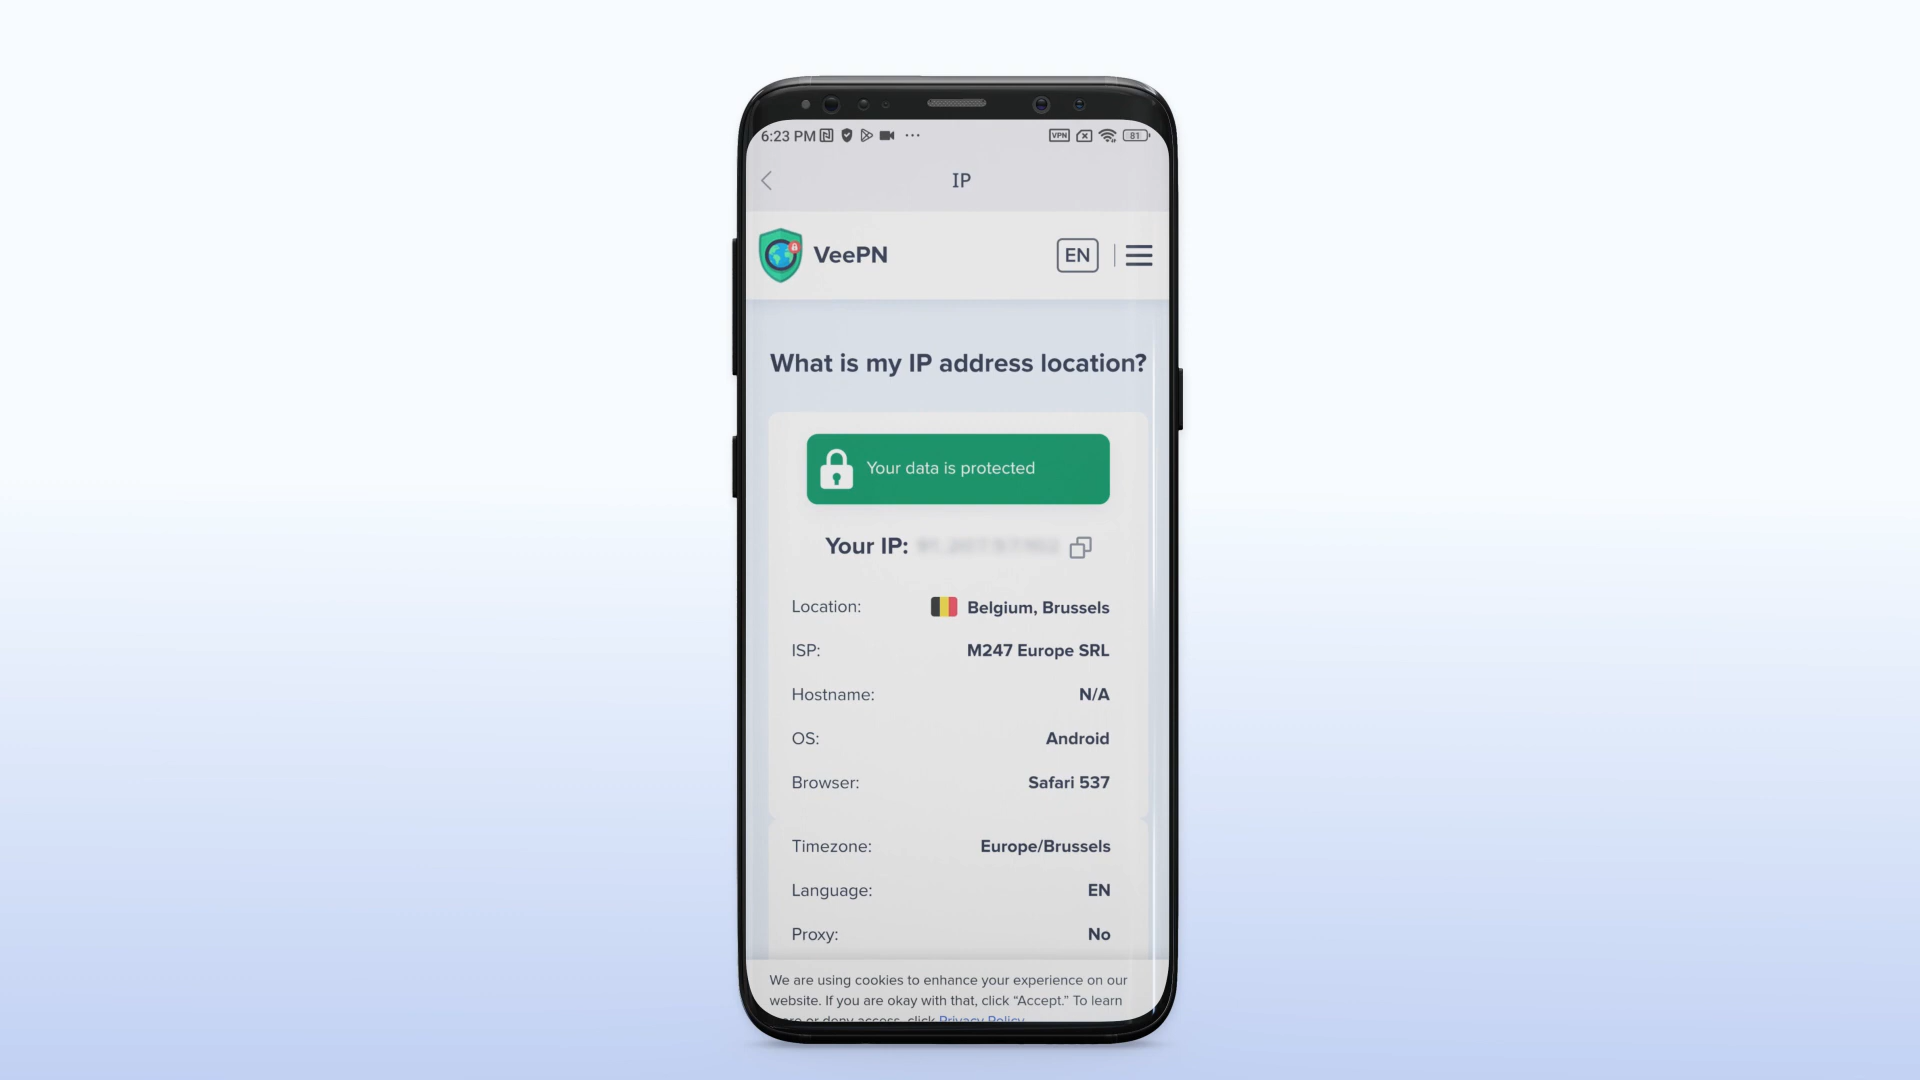 6:23 PM
VPN
81
IP
VeePN
EN
What is my IP address location?
Your data is protected
Your IP:
Location: Belgium, Brussels
ISP: M247 Europe SRL
Hostname: N/A
OS: Android
Browser: Safari 537
Timezone: Europe/Brussels
Language: EN
Proxy: No
We are using cookies to enhance your experience on our
website. If you are okay with that, click “Accept.” To learn
or deny access, click Privacy Policy